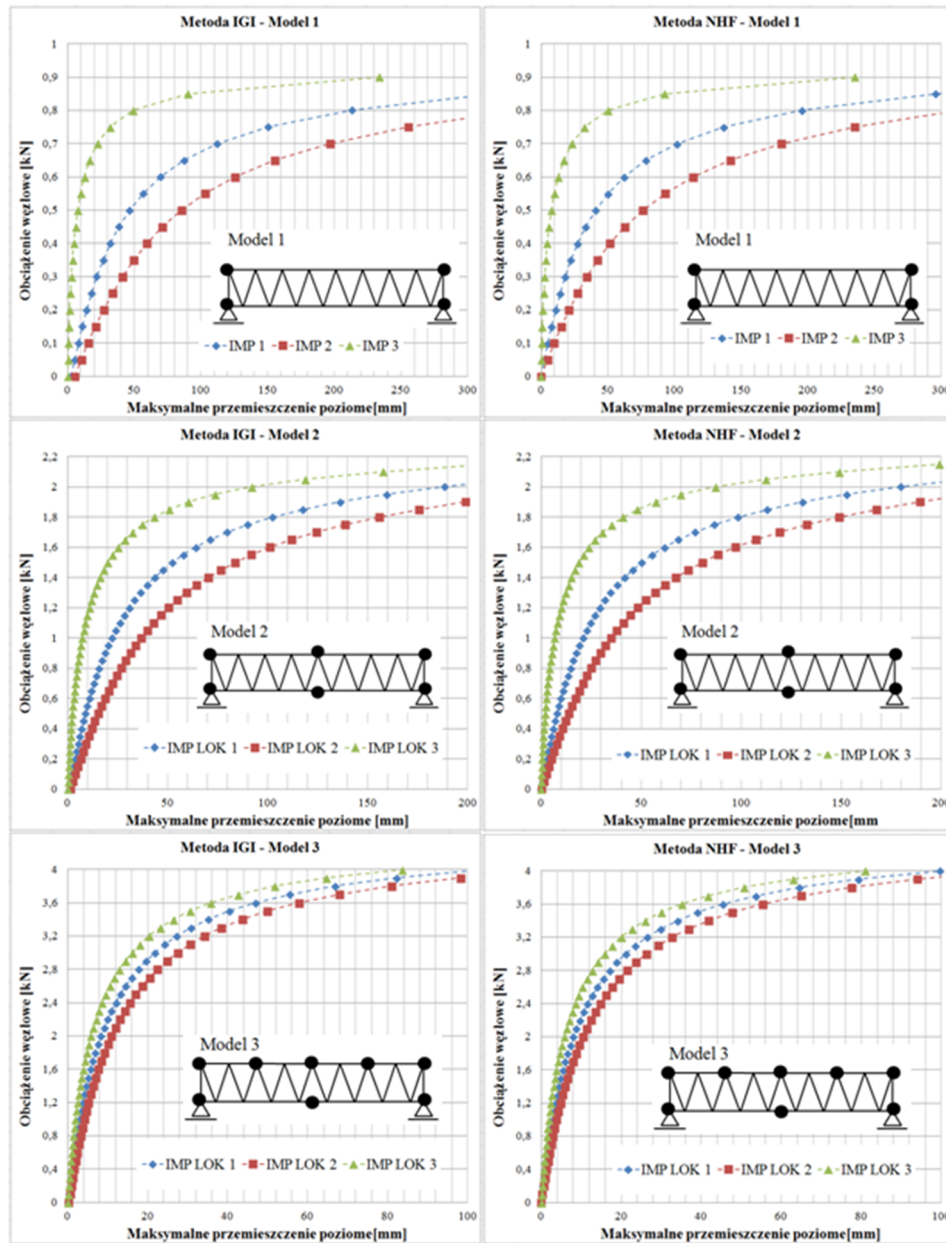 Metoda IGI - Model 1
Obciążenie węzłowe [kN]
1
0,9
0,8
0,7
0,6
0,5
0,4
0,3
0,2
0,1
0
Model 1
IMP 1 IMP 2 IMP 3
0 50 100 150 200 250 300
Maksymalne przemieszczenie poziome[mm]
Metoda NHF - Model 1
Obciążenie węzłowe [kN]
1
0,9
0,8
0,7
0,6
0,5
0,4
0,3
0,2
0,1
0
Model 1
IMP 1 IMP 2 IMP 3
0 50 100 150 200 250 300
Maksymalne przemieszczenie poziome[mm]
Metoda IGI - Model 2
Obciążenie węzłowe [kN]
2,2
2
1,8
1,6
1,4
1,2
1
0,8
0,6
0,4
0,2
0
Model 2
IMP LOK 1 IMP LOK 2 IMP LOK 3
0 50 100 150 200
Maksymalne przemieszczenie poziome [mm]
Metoda NHF - Model 2
Obciążenie węzłowe [kN]
2,2
2
1,8
1,6
1,4
1,2
1
0,8
0,6
0,4
0,2
0
Model 2
IMP LOK 1 IMP LOK 2 IMP LOK 3
0 50 100 150 200
Maksymalne przemieszczenie poziome[mm
Metoda IGI - Model 3
Obciążenie węzłowe [kN]
4
3,6
3,2
2,8
2,4
2
1,6
1,2
0,8
0,4
0
Model 3
IMP LOK 1 IMP LOK 2 IMP LOK 3
0 20 40 60 80 100
Maksymalne przemieszczenie poziome [mm]
Metoda NHF - Model 3
Obciążenie węzłowe [kN]
4
3,6
3,2
2,8
2,4
2
1,6
1,2
0,8
0,4
0
Model 3
IMP LOK 1 IMP LOK 2 IMP LOK 3
0 20 40 60 80 100
Maksymalne przemieszczenie poziome [mm]